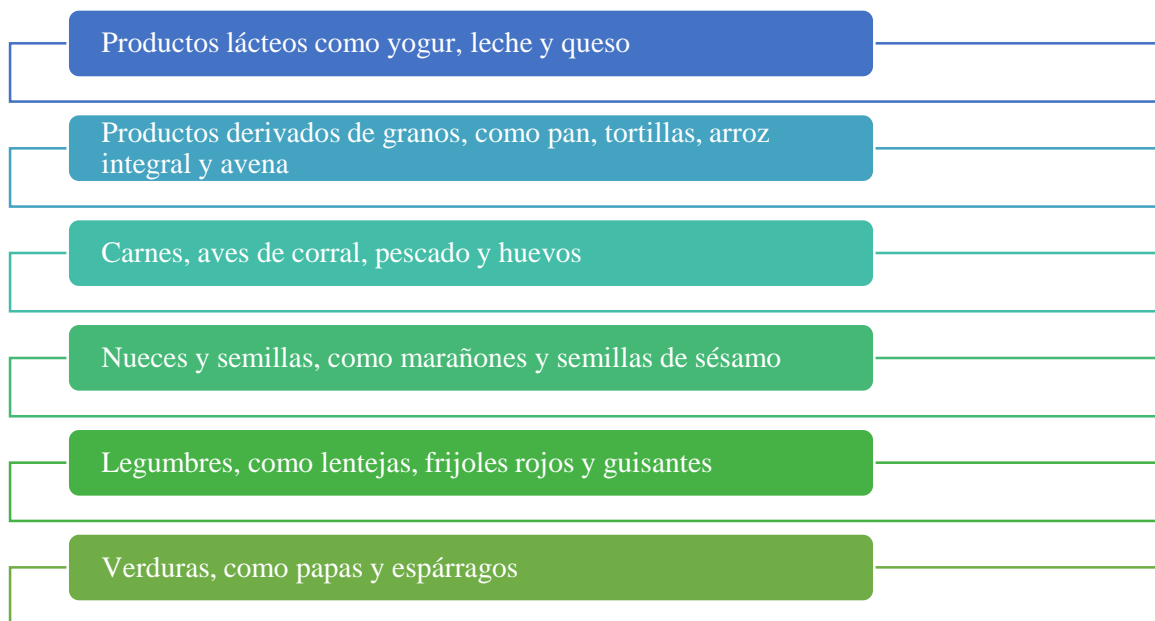 Productos lácteos como yogur, leche y queso
Productos derivados de granos, como pan, tortillas, arroz
integral y avena
Carnes, aves de corral, pescado y huevos
Nueces y semillas, como marañones y semillas de sésamo
Legumbres, como lentejas, frijoles rojos y guisantes
Verduras, como papas y espárragos